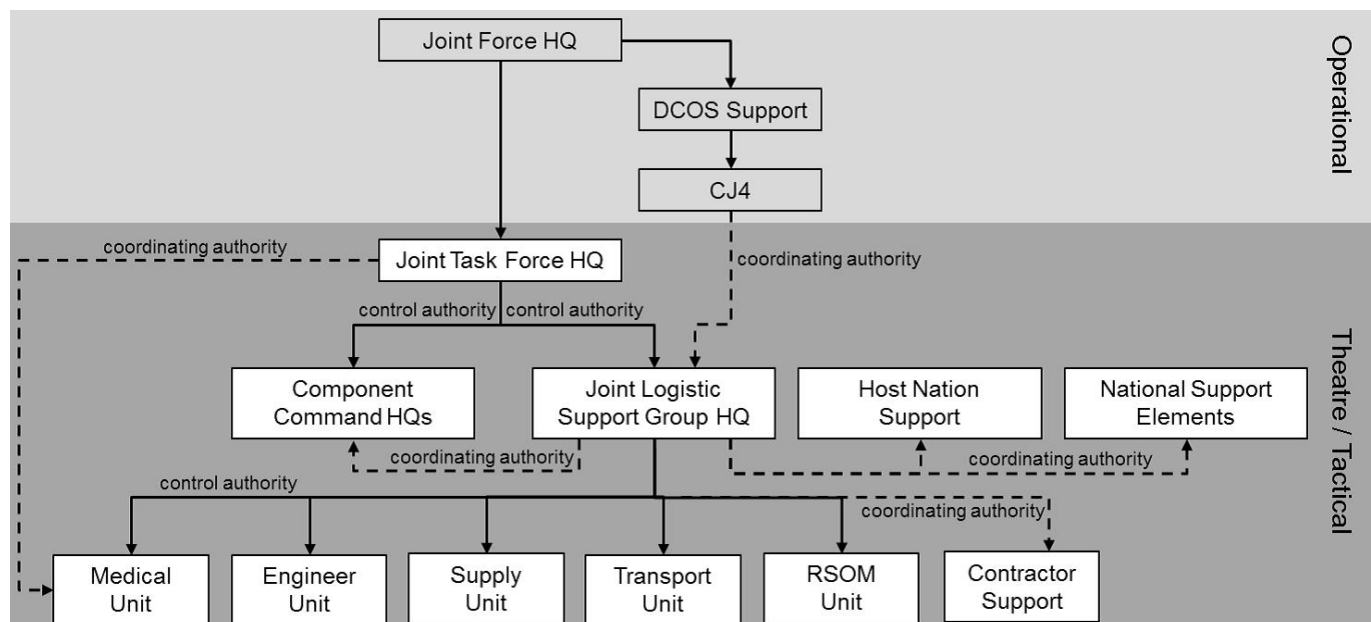 Joint Force HQ
DCOS Support
CJ4
Operational
coordinating authority
Joint Task Force HQ
coordinating authority
control authority
control authority
Component
Command HQs
Joint Logistic
Support Group HQ
Host Nation
Support
National Support
Elements
Theatre / Tactical
coordinating authority
coordinating authority
control authority
coordinating authority
Medical
Unit
Engineer
Unit
Supply
Unit
Transport
Unit
RSOM
Unit
Contractor
Support